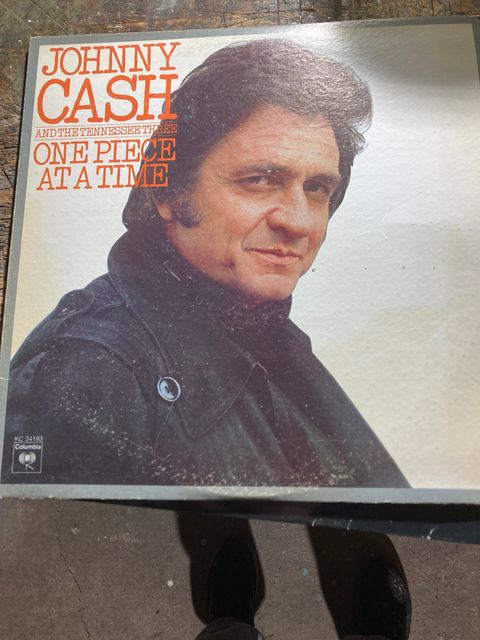 JOHNNY
CASH
AND THE TENNESSEE THREE
ONE PIECE
AT A TIME
KC 34193
Columbia